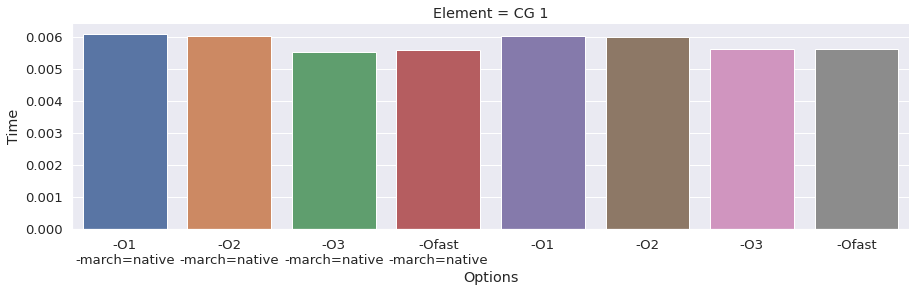 Element = CG 1
Time
0.006
0.005
0.004
0.003
0.002
0.001
0.000
-O1
-march=native
-O2
-march=native
-O3
-march=native
-Ofast
-march=native
-O1
-O2
-O3
-Ofast
Options